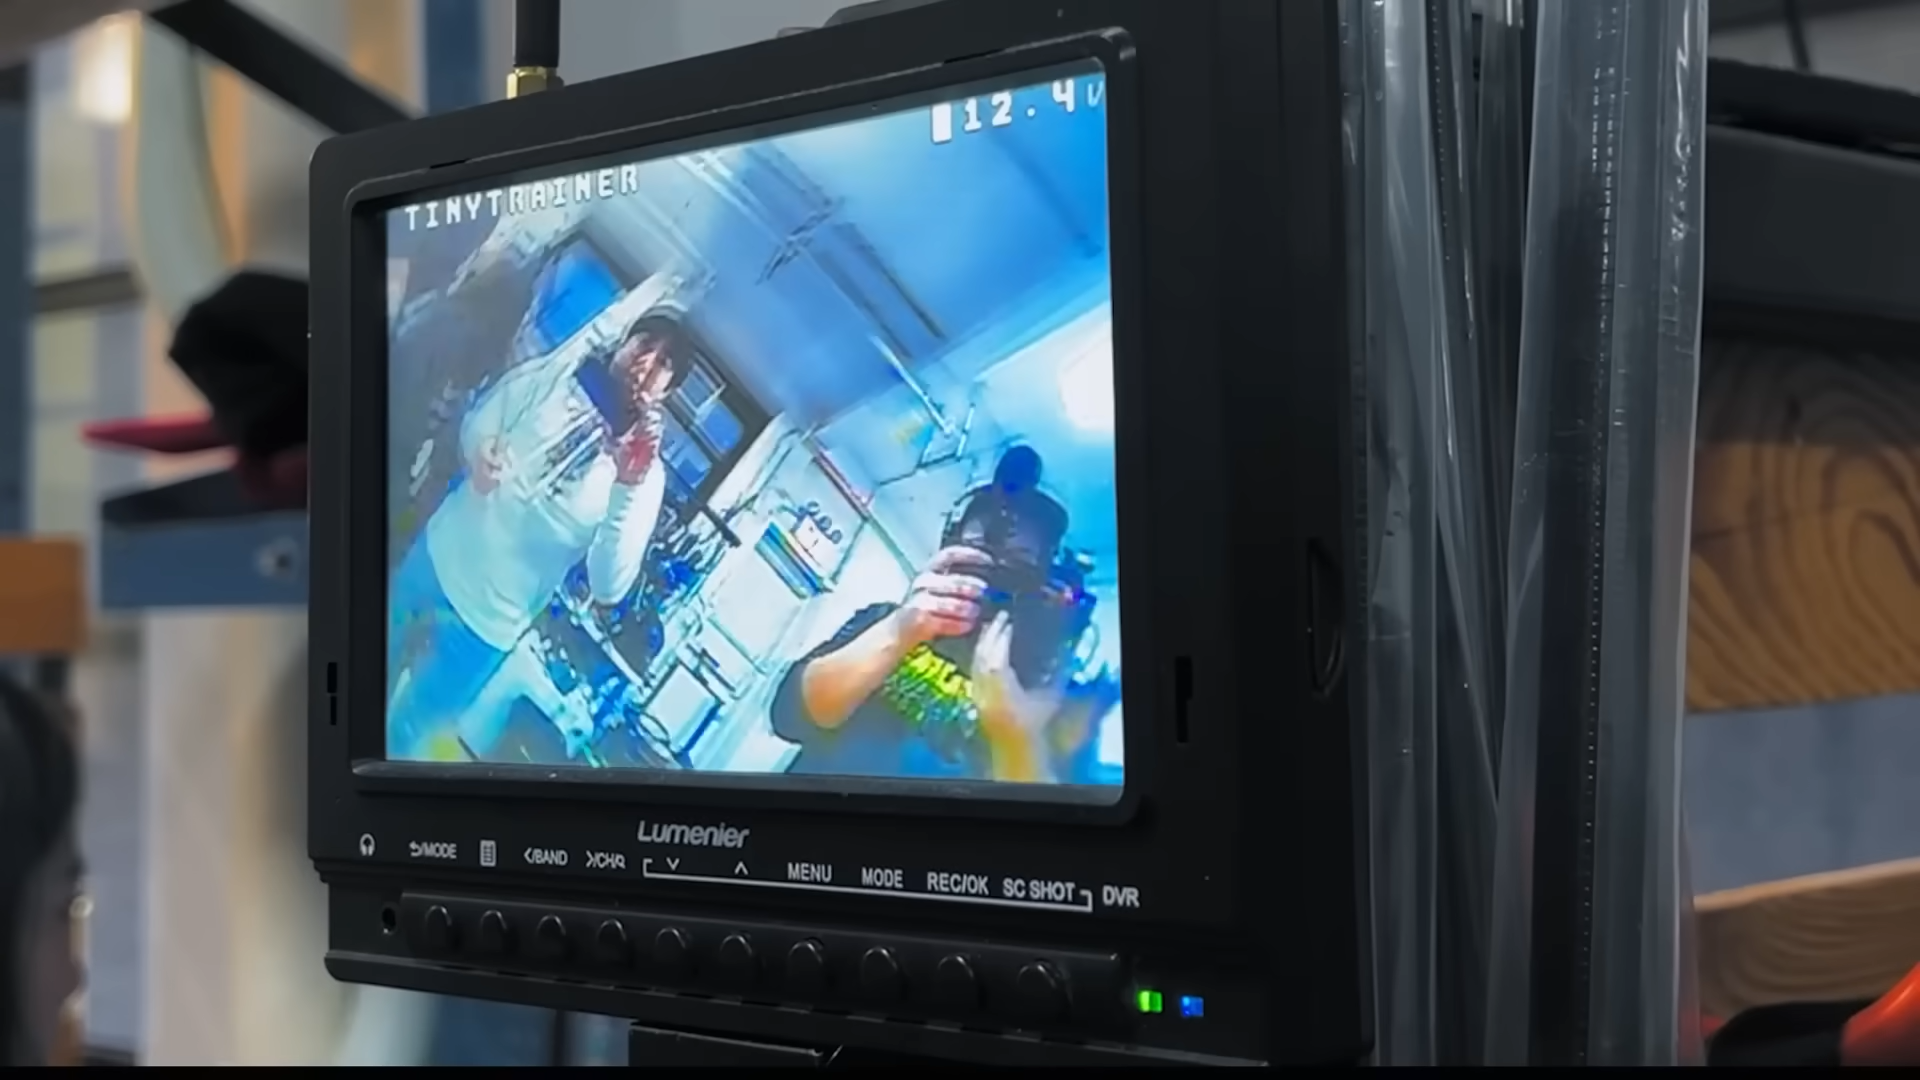 12.4V
TINYTRAINER
Lumenier
/MODE </BAND >/CH/Q MENU MODE REC/OK SC SHOT DVR